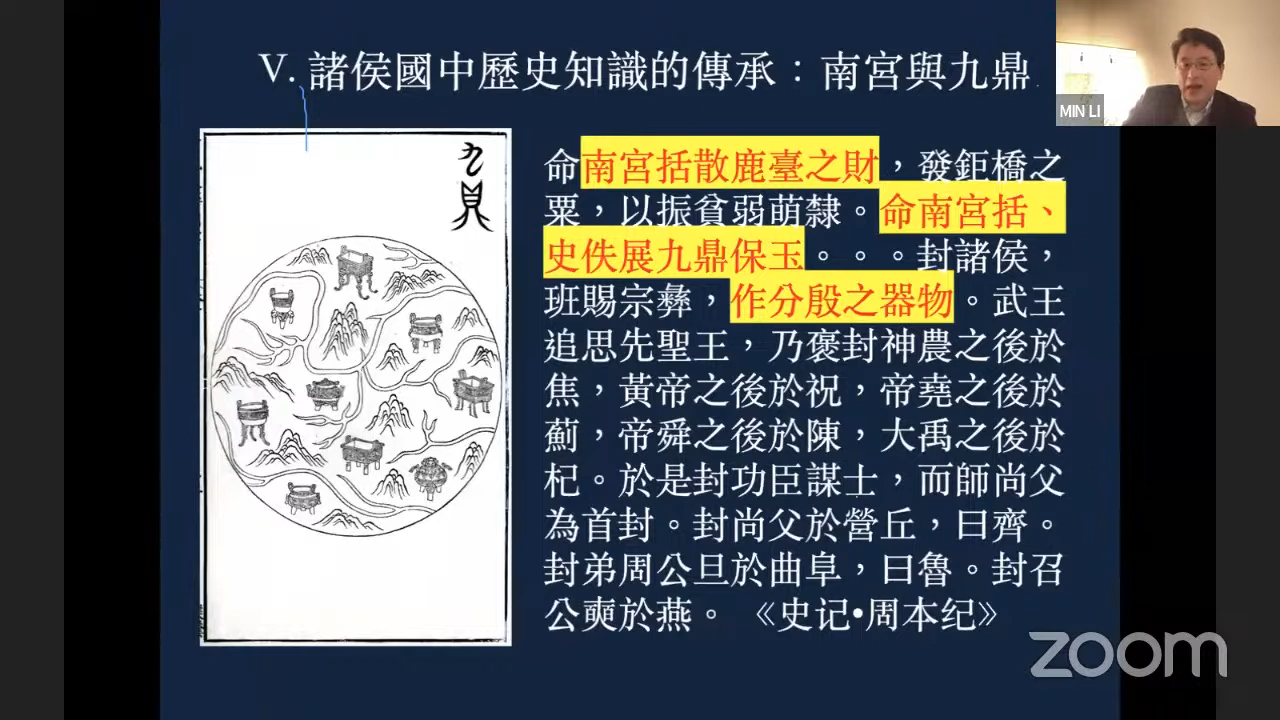 V. 諸侯國中歷史知識的傳承：南宮與九鼎
MIN LI
九鼎
命南宮括散鹿臺之財，發鉅橋之
粟，以振貧弱萌隸。命南宮括、
史佚展九鼎保玉。。。封諸侯，
班賜宗彝，作分殷之器物。武王
追思先聖王，乃褒封神農之後於
焦，黃帝之後於祝，帝堯之後於
薊，帝舜之後於陳，大禹之後於
杞。於是封功臣謀士，而師尚父
為首封。封尚父於營丘，曰齊。
封弟周公旦於曲阜，曰魯。封召
公奭於燕。《史记•周本纪》
zoom